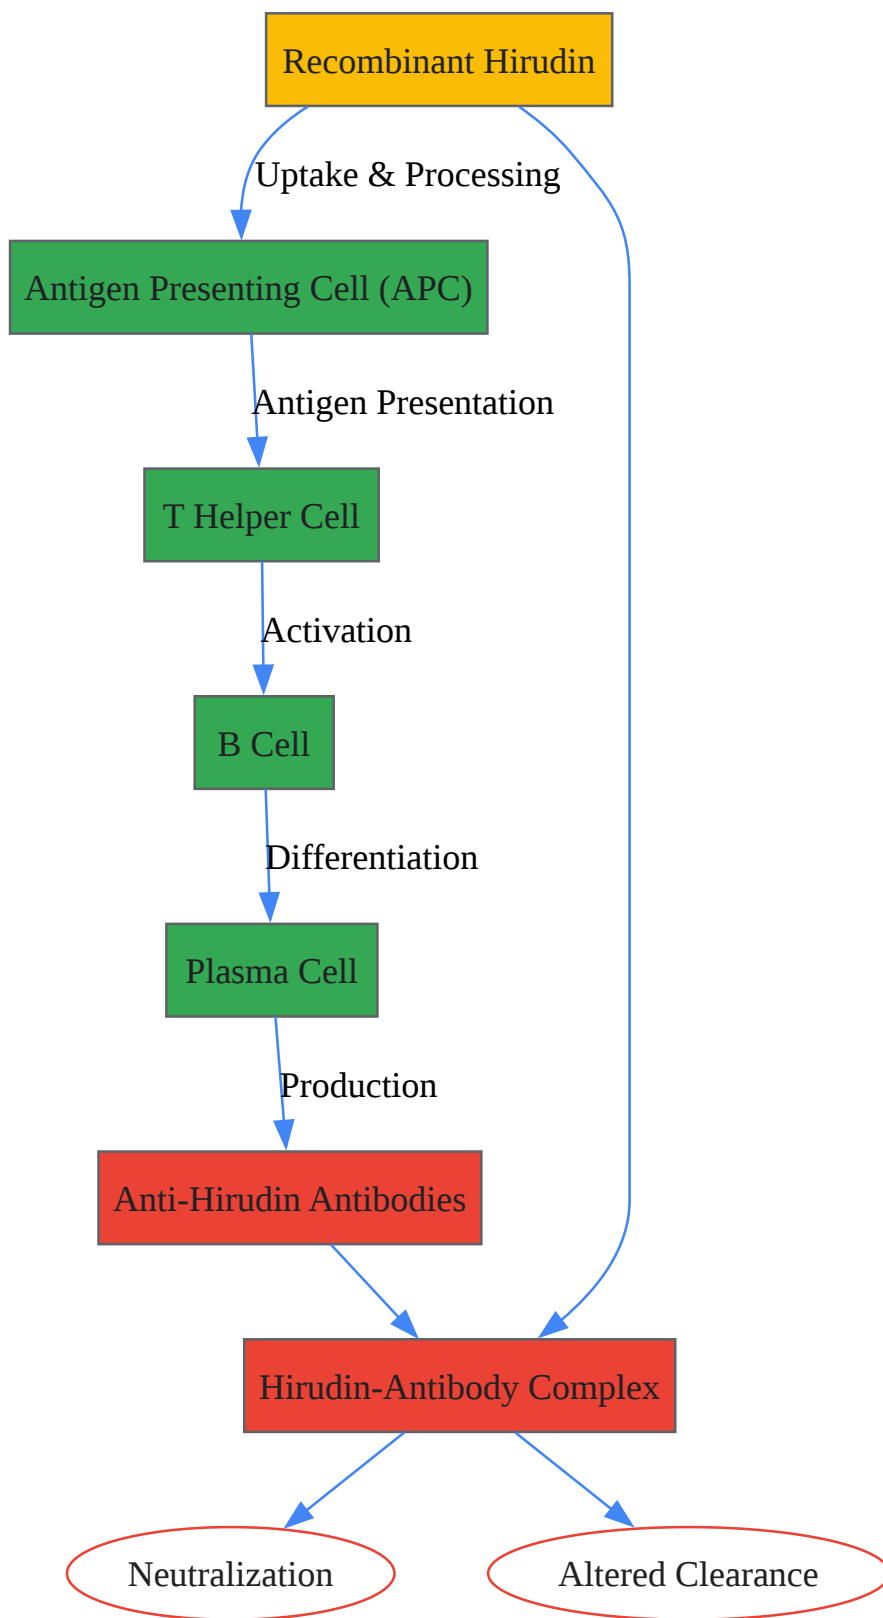 Recombinant Hirudin
Uptake & Processing
Antigen Presenting Cell (APC)
Antigen Presentation
T Helper Cell
Activation
B Cell
Differentiation
Plasma Cell
Production
Anti-Hirudin Antibodies
Hirudin-Antibody Complex
Neutralization
Altered Clearance